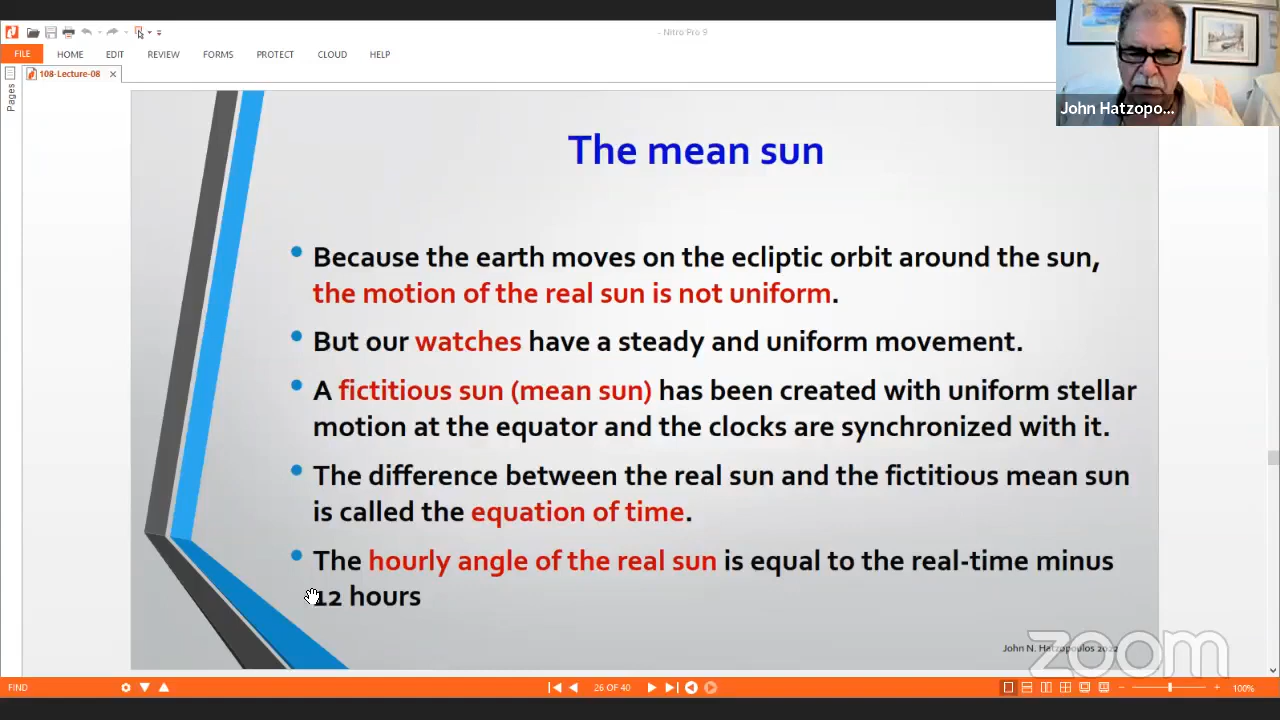 - Nitro Pro 9
FILE HOME EDIT REVIEW FORMS PROTECT CLOUD HELP
108-Lecture-08
Pages
John Hatzopo...
The mean sun
Because the earth moves on the ecliptic orbit around the sun,
the motion of the real sun is not uniform.
But our watches have a steady and uniform movement.
A fictitious sun (mean sun) has been created with uniform stellar
motion at the equator and the clocks are synchronized with it.
The difference between the real sun and the fictitious mean sun
is called the equation of time.
The hourly angle of the real sun is equal to the real-time minus
12 hours
John N. Hatzopoulos 2022
zoom
FIND 26 OF 40 100%